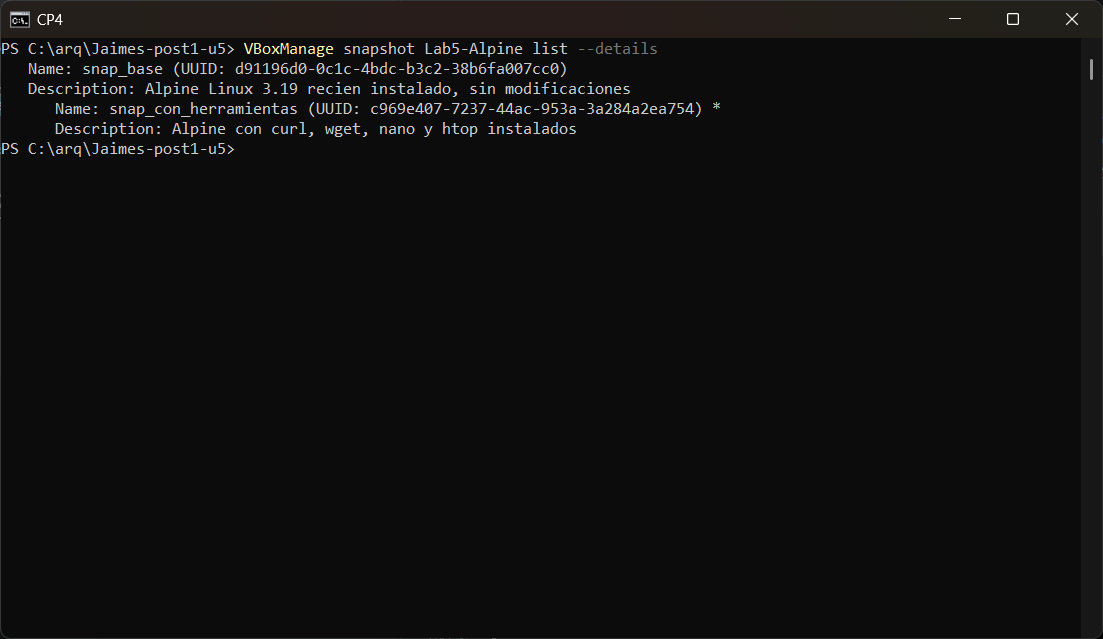 CP4
PS C:\arq\Jaimes-post1-u5> VBoxManage snapshot Lab5-Alpine list --details
   Name: snap_base (UUID: d91196d0-0c1c-4bdc-b3c2-38b6fa007cc0)
   Description: Alpine Linux 3.19 recien instalado, sin modificaciones
      Name: snap_con_herramientas (UUID: c969e407-7237-44ac-953a-3a284a2ea754) *
      Description: Alpine con curl, wget, nano y htop instalados
PS C:\arq\Jaimes-post1-u5>